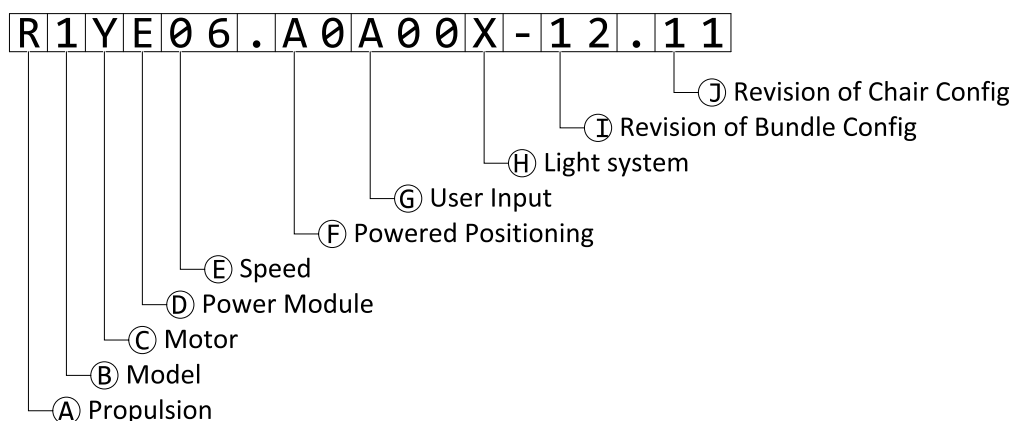 R1YE06.A0A00X-12.11
J Revision of Chair Config
I Revision of Bundle Config
H Light system
G User Input
F Powered Positioning
E Speed
D Power Module
C Motor
B Model
A Propulsion